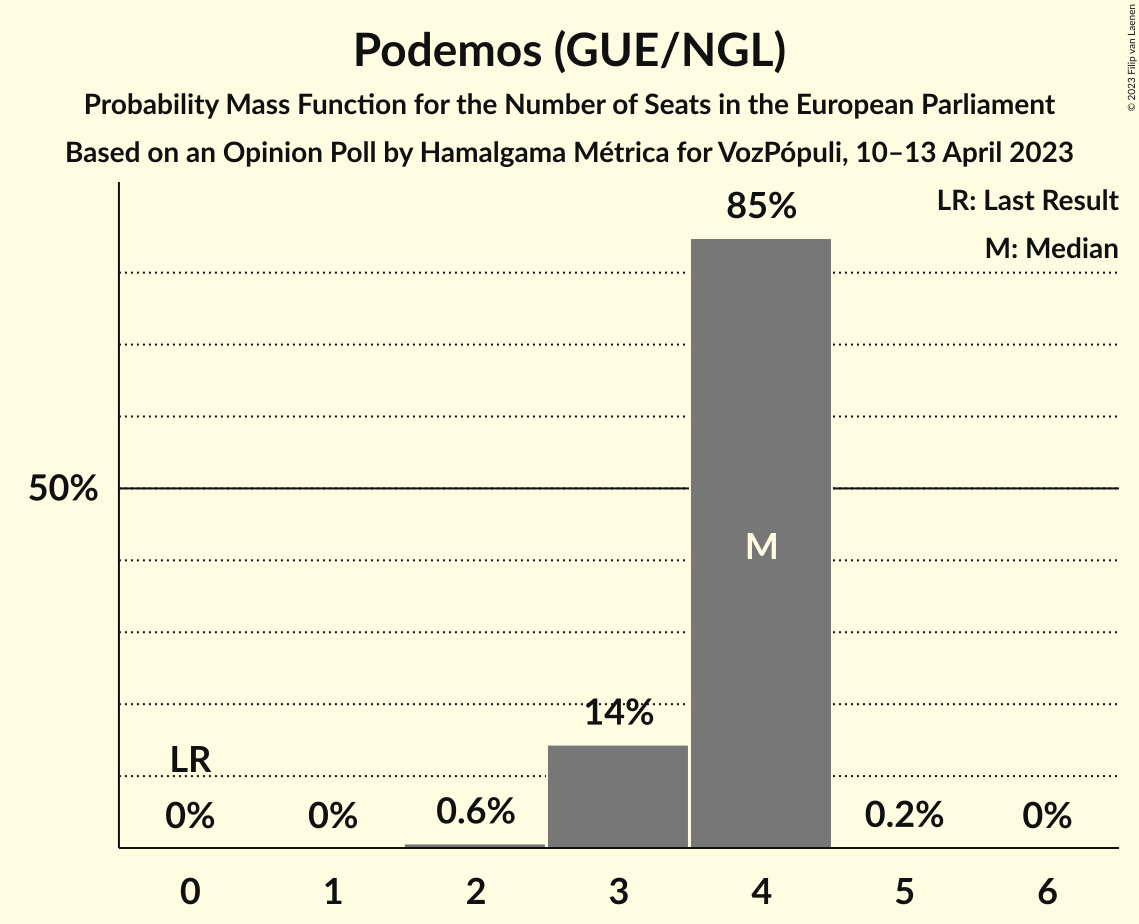 Podemos (GUE/NGL)
Probability Mass Function for the Number of Seats in the European Parliament
Based on an Opinion Poll by Hamalgama Métrica for VozPópuli, 10–13 April 2023
© 2023 Filip van Laenen
LR: Last Result
M: Median
85%
50%
M
14%
LR
0%
0%
0.6%
0.2%
0%
0
1
2
3
4
5
6